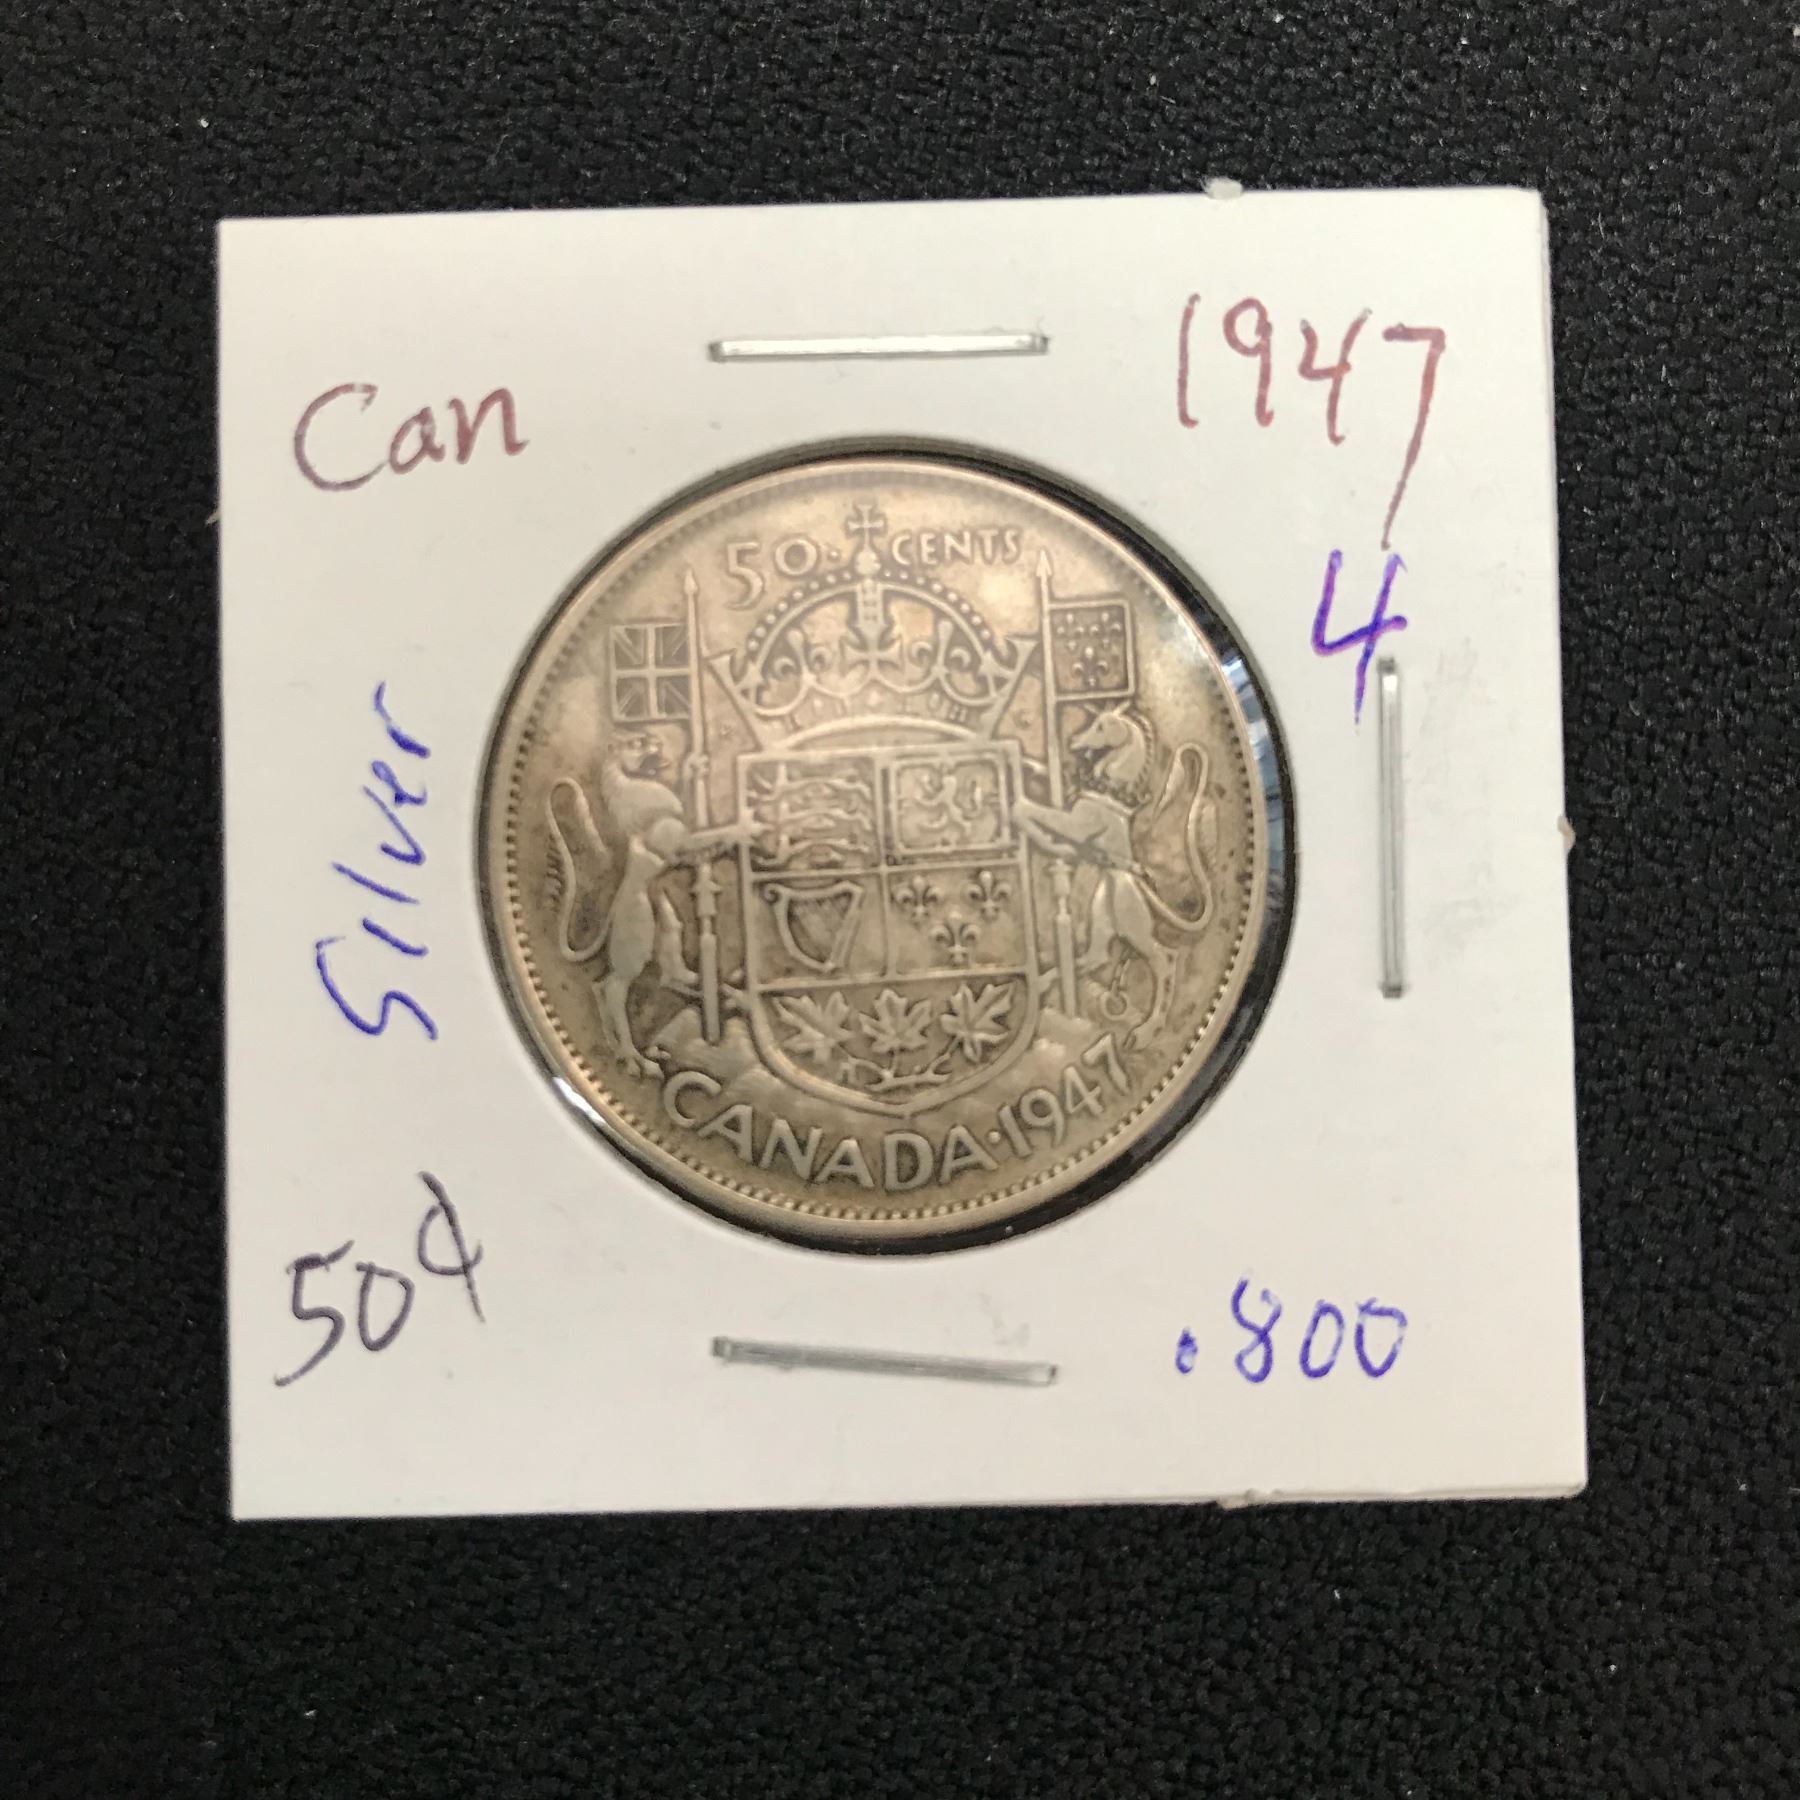 Can
1947
4
Silver
50¢
.800
50·CENTS
CANADA·1947